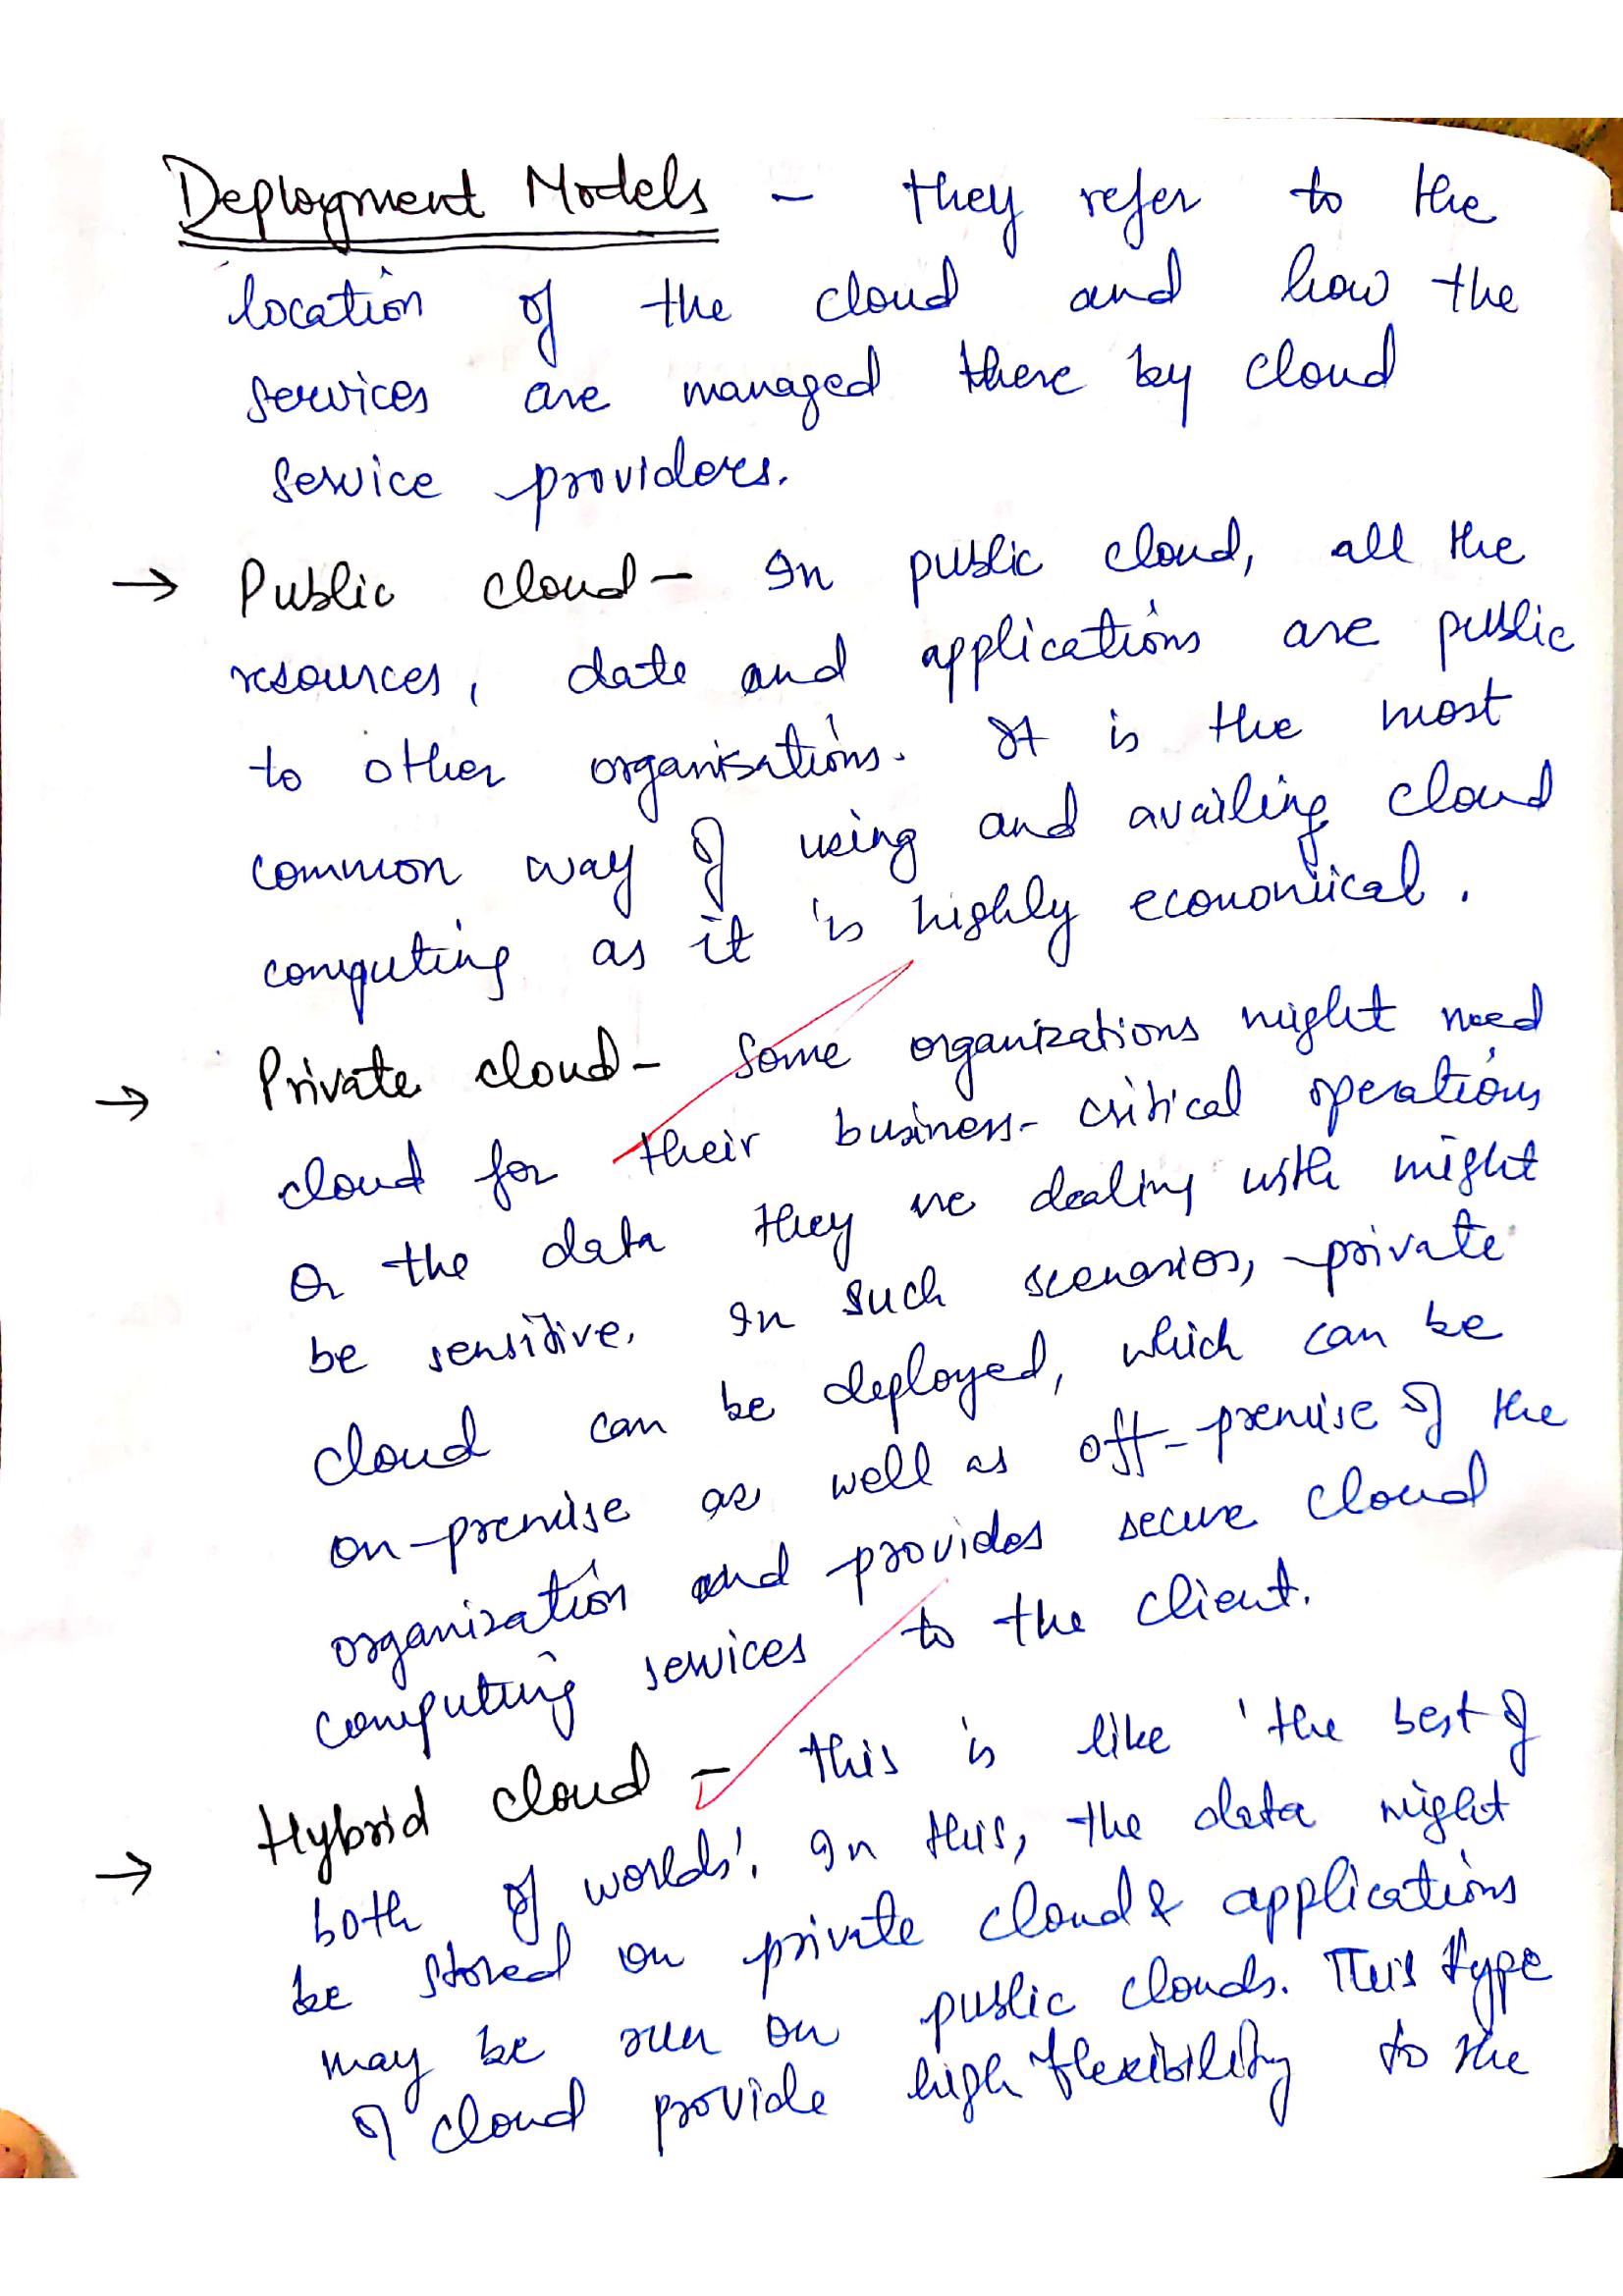 Deployment Models - they refer to the
location of the cloud and how the
services are managed there by cloud
service providers.
→ Public cloud - In public cloud, all the
resources, date and applications are public
to other organisations. It is the most
common way of using and availing cloud
computing as it is highly economical.
→ Private cloud - Some organizations might need
cloud for their business-critical operations
or the data they are dealing with might
be sensitive. In such scenarios, private
cloud can be deployed, which can be
on-premise as well as off-premise of the
organization and provides secure cloud
computing services to the client.
→ Hybrid cloud - this is like 'the best of
both of worlds'. In this, the data might
be stored on private cloud & applications
may be run on public clouds. This type
of cloud provide high flexibility to the